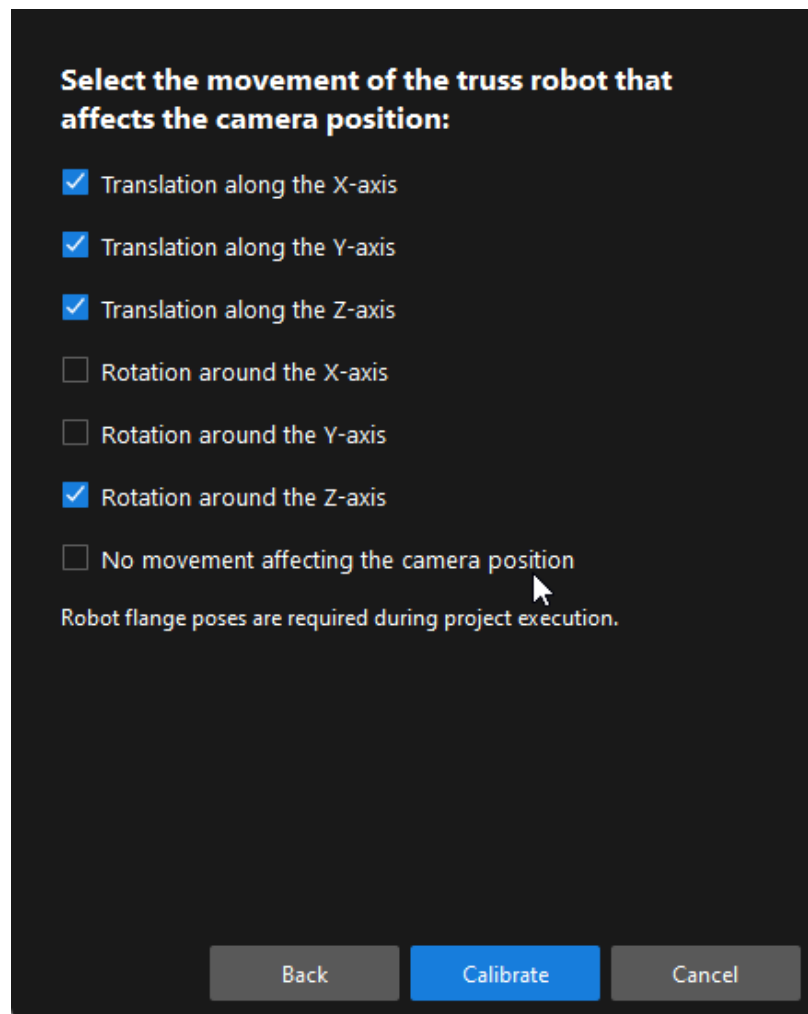 Select the movement of the truss robot that
affects the camera position:
Translation along the X-axis
Translation along the Y-axis
Translation along the Z-axis
Rotation around the X-axis
Rotation around the Y-axis
Rotation around the Z-axis
No movement affecting the camera position
Robot flange poses are required during project execution.
Back
Calibrate
Cancel